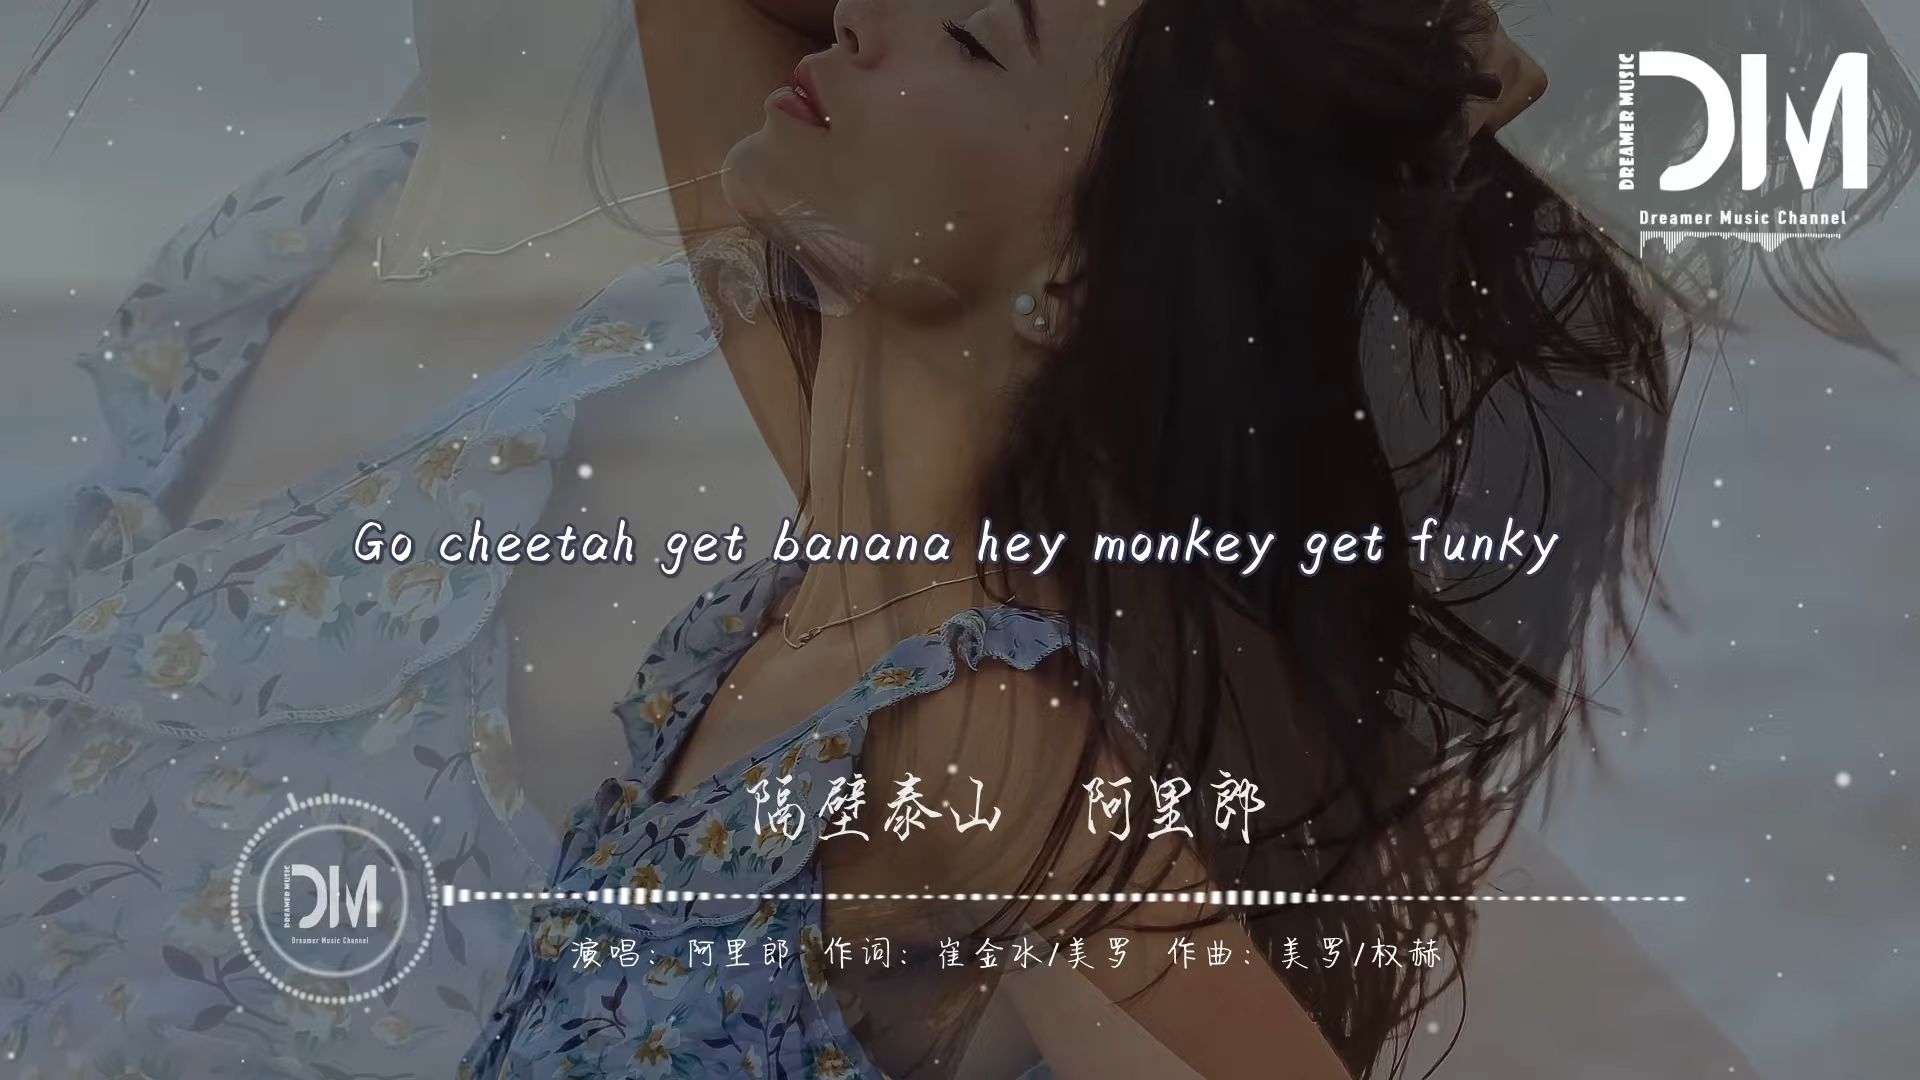 DREAMER MUSIC
DM
Dreamer Music Channel
Go cheetah get banana hey monkey get funky
隔壁泰山 阿里郎
DREAMER MUSIC
DM
Dreamer Music Channel
演唱：阿里郎 作词：崔金水/美罗 作曲：美罗/权赫